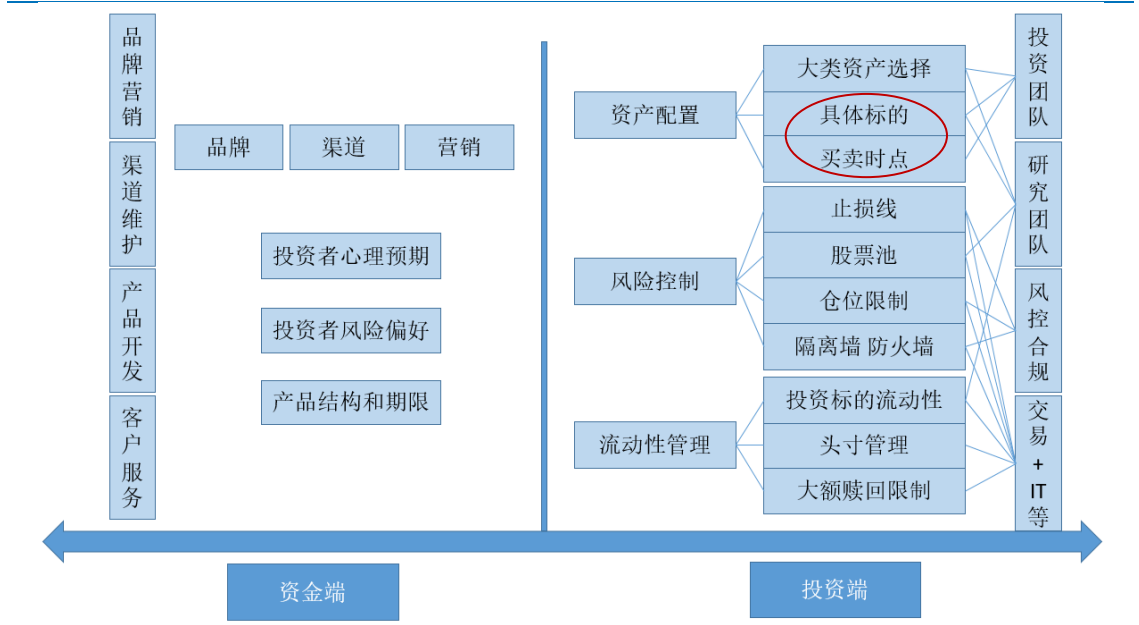 品牌营销
渠道维护
产品开发
客户服务
品牌
渠道
营销
投资者心理预期
投资者风险偏好
产品结构和期限
资金端
资产配置
大类资产选择
具体标的
买卖时点
风险控制
止损线
股票池
仓位限制
隔离墙 防火墙
流动性管理
投资标的流动性
头寸管理
大额赎回限制
投资团队
研究团队
风控合规
交易+IT等
投资端